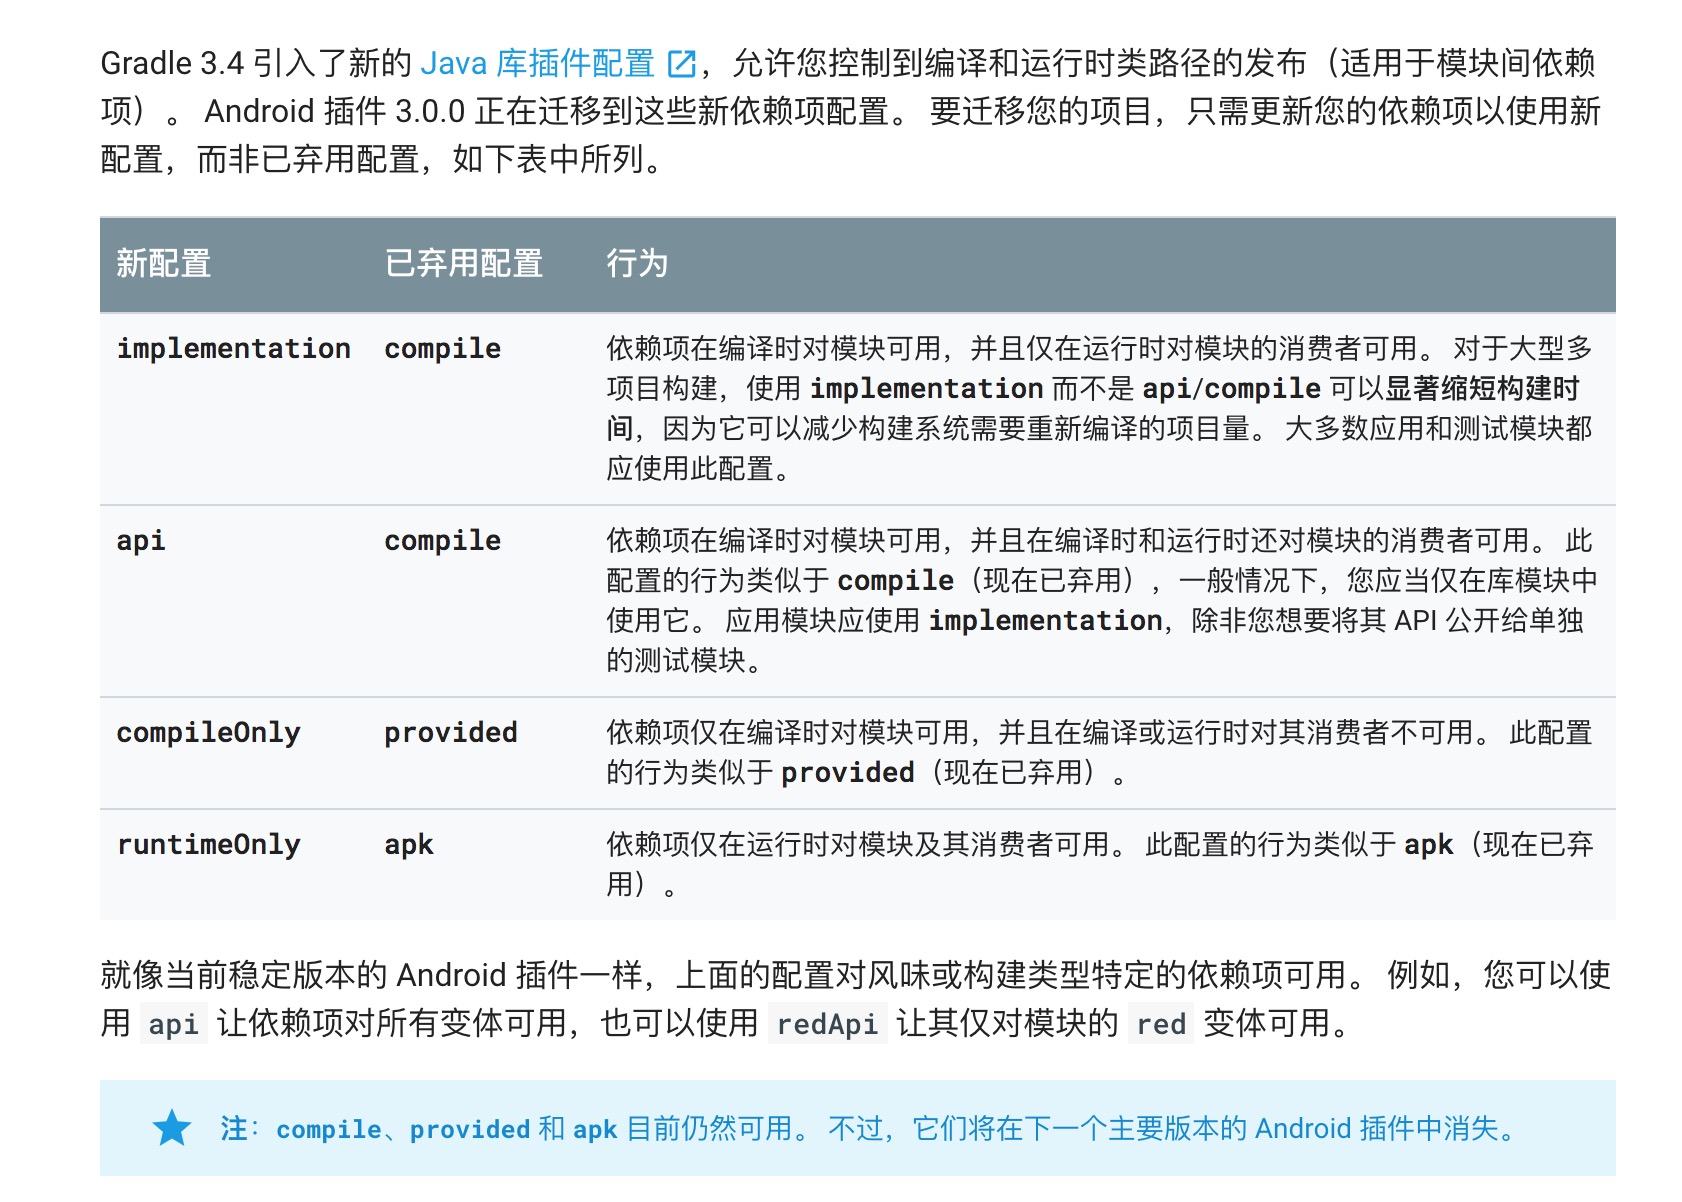 Gradle 3.4 引入了新的 Java 库插件配置，允许您控制到编译和运行时类路径的发布（适用于模块间依赖
项）。 Android 插件 3.0.0 正在迁移到这些新依赖项配置。 要迁移您的项目，只需更新您的依赖项以使用新
配置，而非已弃用配置，如下表中所列。
新配置 已弃用配置 行为
implementation compile 依赖项在编译时对模块可用，并且仅在运行时对模块的消费者可用。 对于大型多
项目构建，使用 implementation 而不是 api/compile 可以显著缩短构建时
间，因为它可以减少构建系统需要重新编译的项目量。 大多数应用和测试模块都
应使用此配置。
api compile 依赖项在编译时对模块可用，并且在编译时和运行时还对模块的消费者可用。 此
配置的行为类似于 compile（现在已弃用），一般情况下，您应当仅在库模块中
使用它。 应用模块应使用 implementation，除非您想要将其 API 公开给单独
的测试模块。
compileOnly provided 依赖项仅在编译时对模块可用，并且在编译或运行时对其消费者不可用。 此配置
的行为类似于 provided（现在已弃用）。
runtimeOnly apk 依赖项仅在运行时对模块及其消费者可用。 此配置的行为类似于 apk（现在已弃
用）。
就像当前稳定版本的 Android 插件一样，上面的配置对风味或构建类型特定的依赖项可用。 例如，您可以使
用 api 让依赖项对所有变体可用，也可以使用 redApi 让其仅对模块的 red 变体可用。
注：compile、provided 和 apk 目前仍然可用。 不过，它们将在下一个主要版本的 Android 插件中消失。